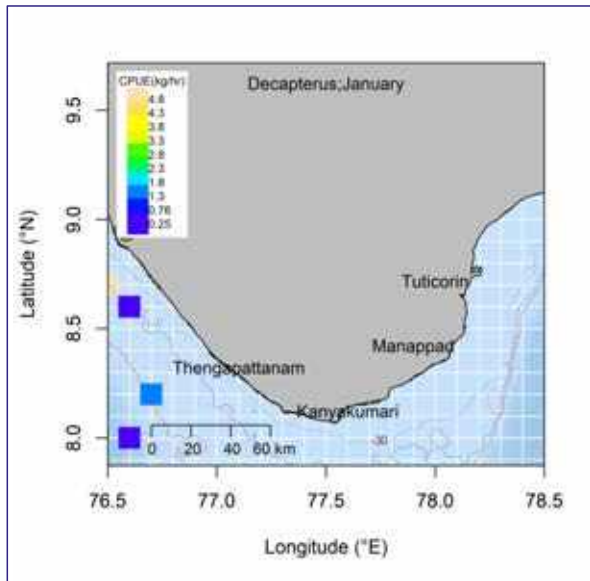 Decapterus;January
CPUE(kg/hr)
4.8
4.3
3.8
3.3
2.8
2.3
1.8
1.3
0.76
0.25
9.5
9.0
8.5
8.0
Latitude (°N)
Tuticorin
Manappad
Thengapattanam
Kanyakumari
-30
0 20 40 60 km
76.5 77.0 77.5 78.0 78.5
Longitude (°E)